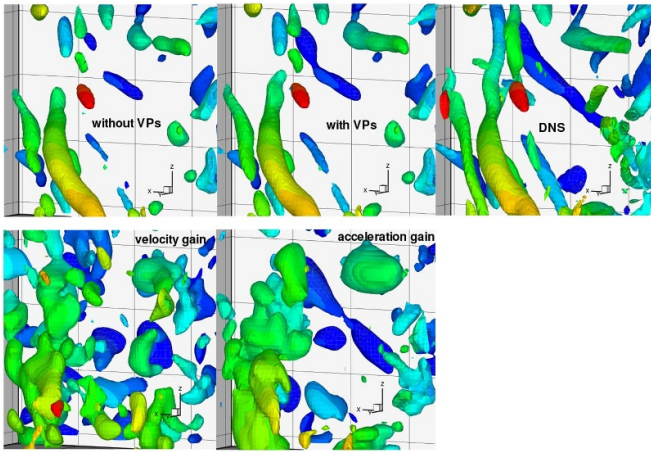 without VPs
with VPs
DNS
x
Y
z
x
Y
z
x
Y
z
velocity gain
acceleration gain
x
Y
z
x
Y
z